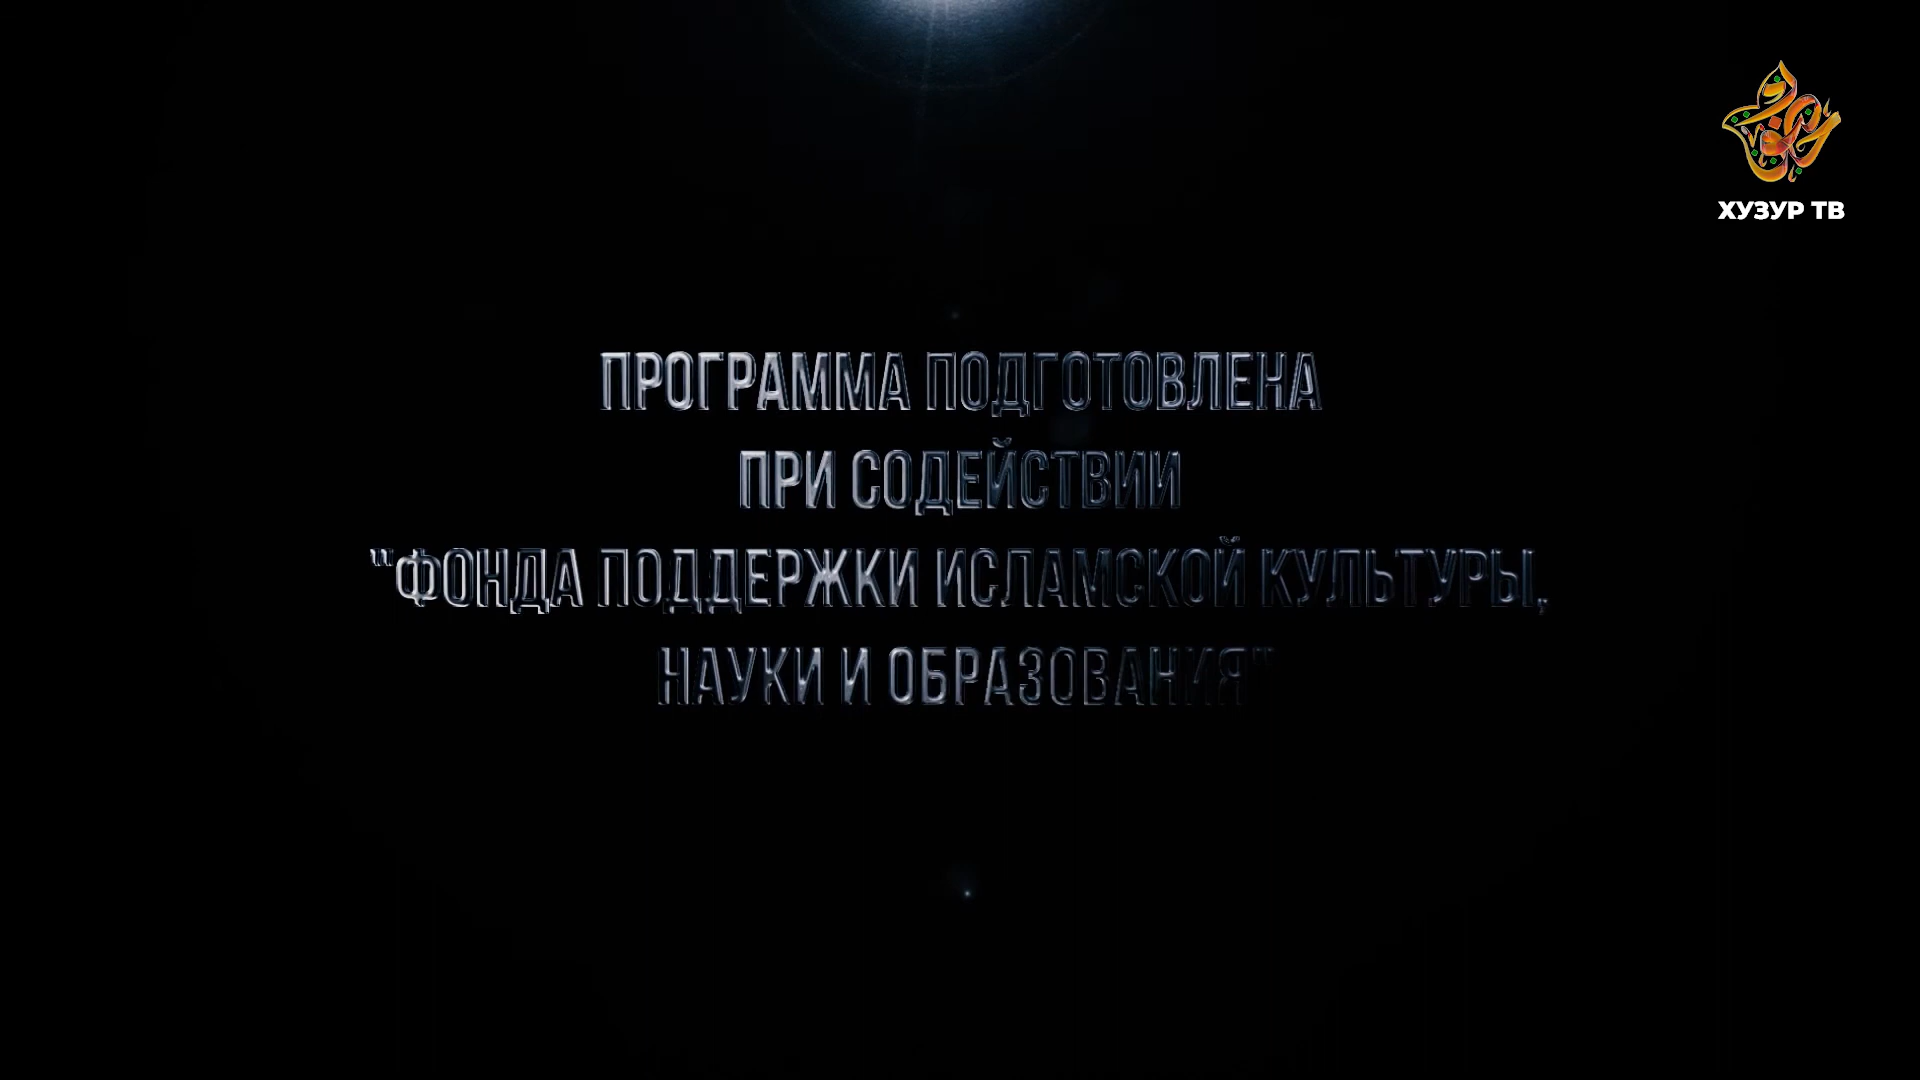 ХУЗУР ТВ
ПРОГРАММА ПОДГОТОВЛЕНА
ПРИ СОДЕЙСТВИИ
"ФОНДА ПОДДЕРЖКИ ИСЛАМСКОЙ КУЛЬТУРЫ,
НАУКИ И ОБРАЗОВАНИЯ"